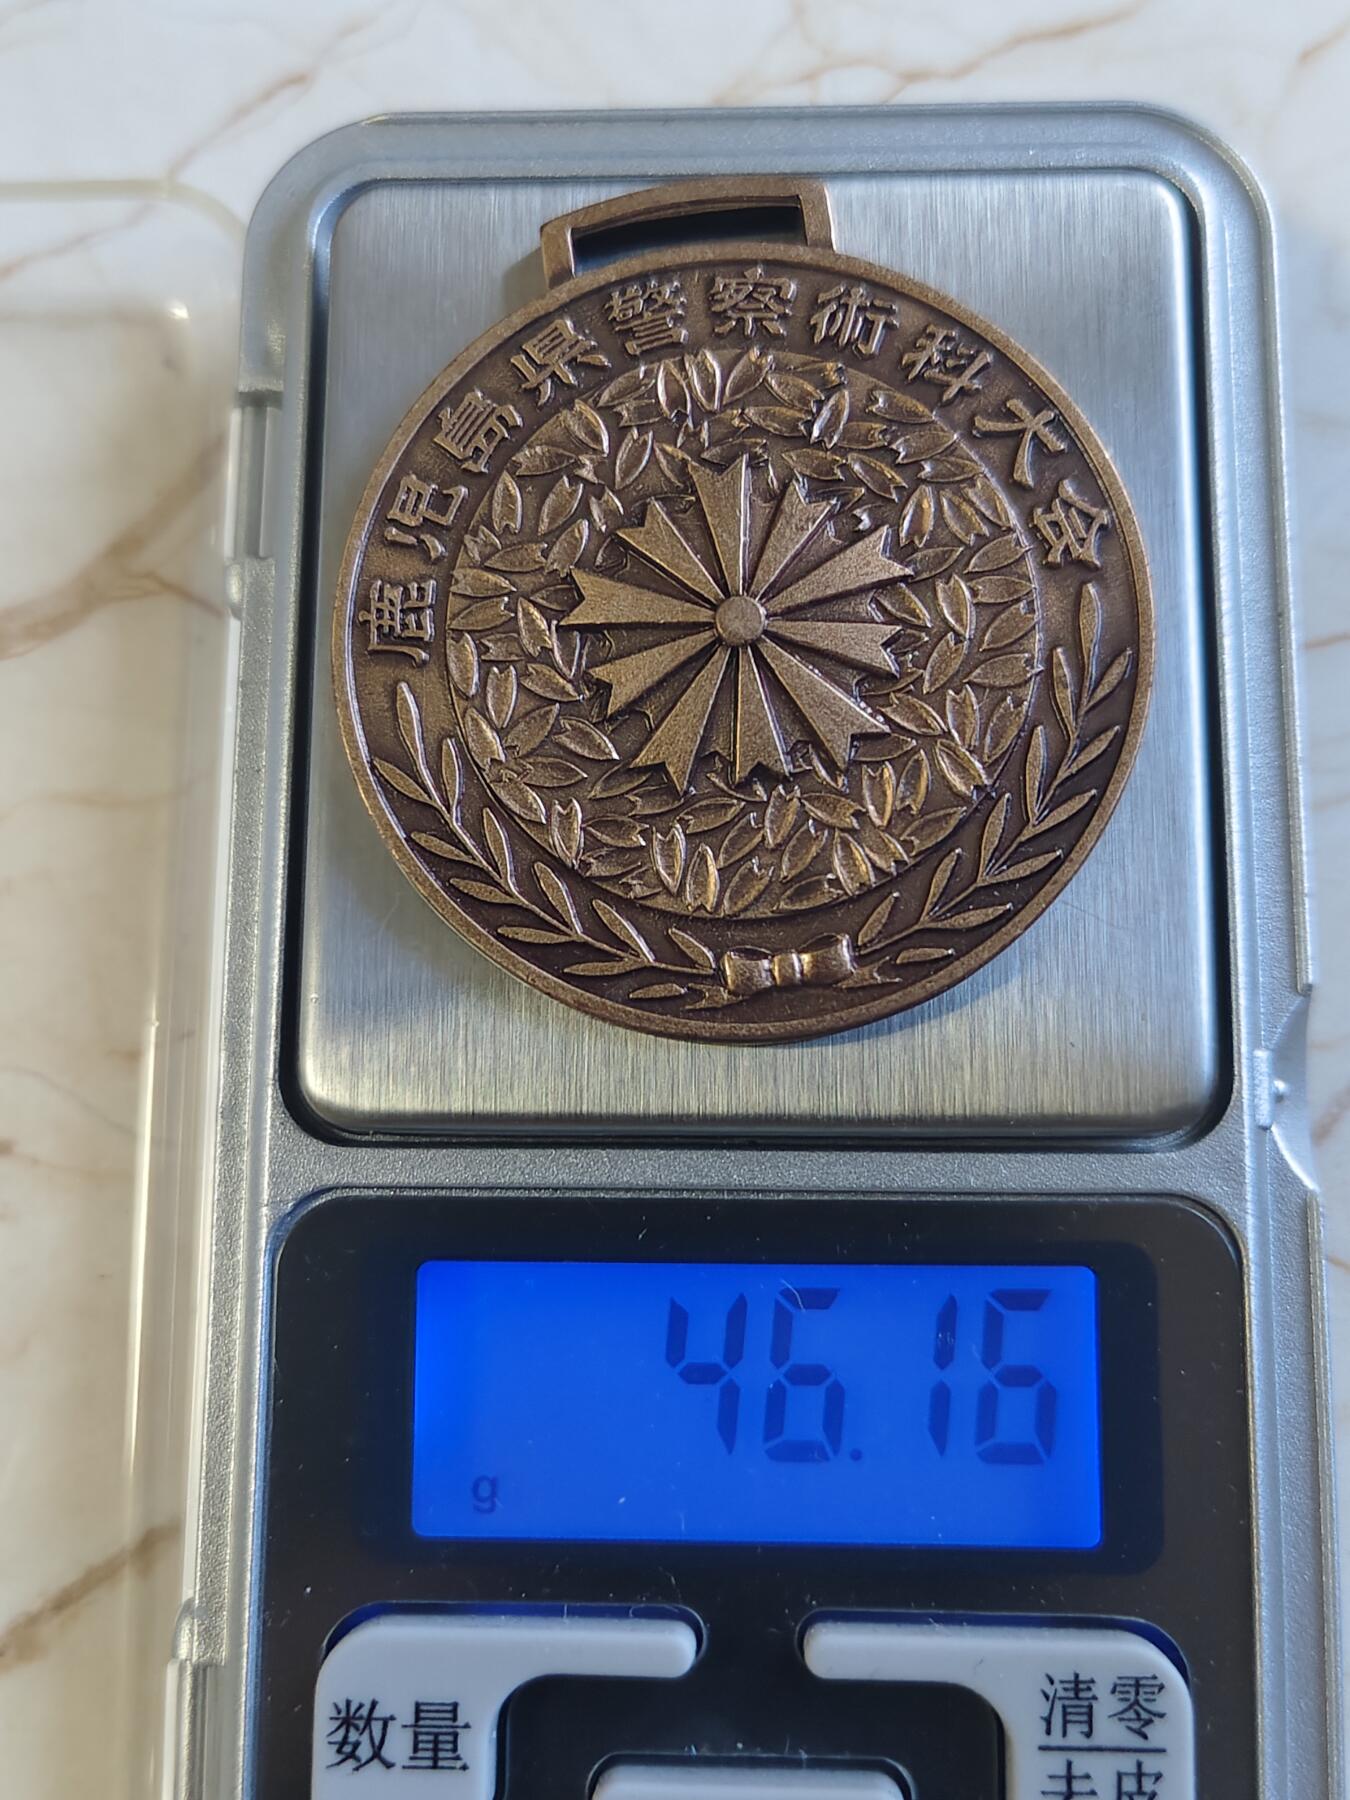 鹿児島県警察術科大会
46.16
g
数量
清零
去皮